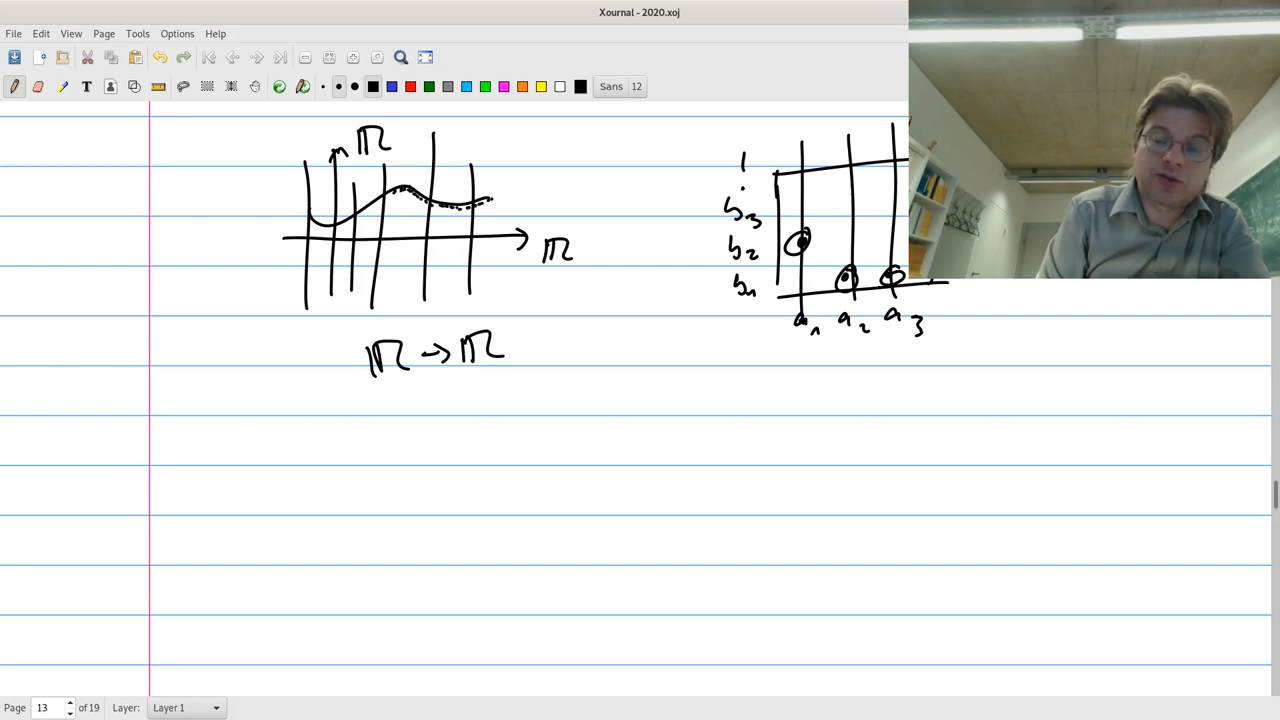 Xournal - 2020.xoj
File Edit View Page Tools Options Help
Sans 12
ℝ
ℝ
ℝ → ℝ
b₃
b₂
b₁
a₁ a₂ a₃
Page 13 of 19 Layer: Layer 1